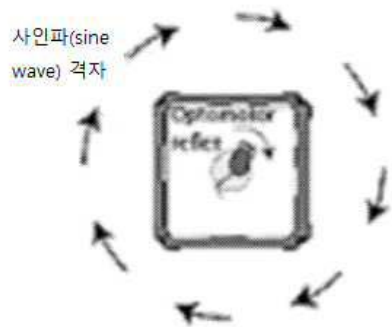 사인파(sine
wave) 격자
Optomotor
reflex